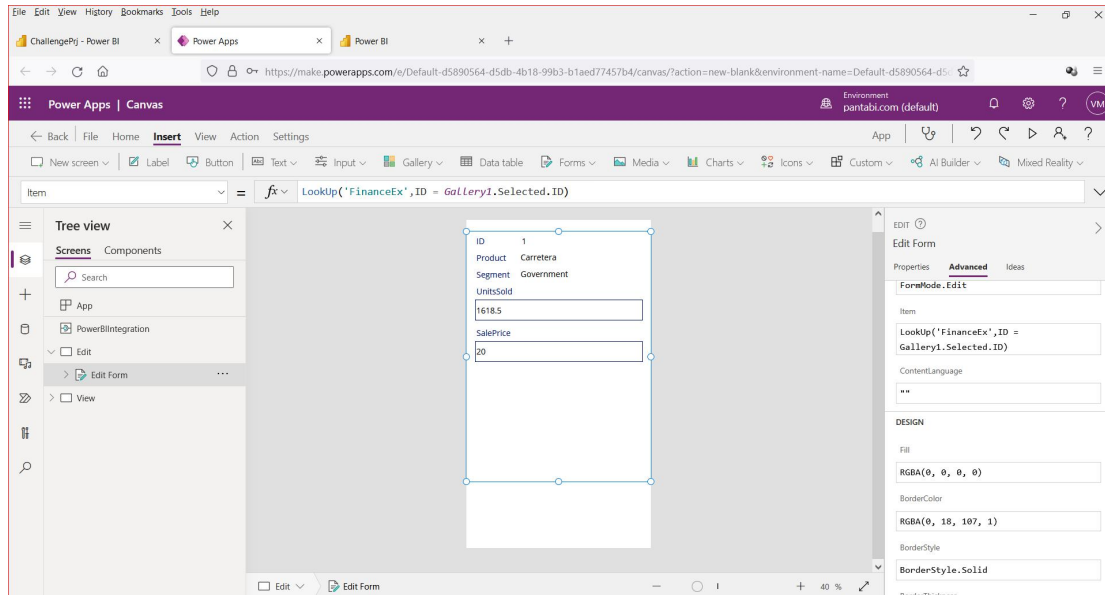 File Edit View History Bookmarks Tools Help
ChallengePrj - Power BI
Power Apps
Power BI
https://make.powerapps.com/e/Default-d5890564-d5db-4b18-99b3-b1aed77457b4/canvas/?action=new-blank&environment-name=Default-d5890564-d5
Power Apps | Canvas
Environment
pantabi.com (default)
VM
Back File Home Insert View Action Settings
App
New screen Label Button Text Input Gallery Data table Forms Media Charts Icons Custom AI Builder Mixed Reality
Item = fx LookUp('FinanceEx',ID = Gallery1.Selected.ID)
Tree view
Screens Components
Search
App
PowerBIIntegration
Edit
Edit Form
View
ID 1
Product Carretera
Segment Government
UnitsSold
1618.5
SalePrice
20
Edit
Edit Form
40 %
EDIT
Edit Form
Properties Advanced Ideas
FormMode.Edit
Item
LookUp('FinanceEx',ID =
Gallery1.Selected.ID)
ContentLanguage
""
DESIGN
Fill
RGBA(0, 0, 0, 0)
BorderColor
RGBA(0, 18, 107, 1)
BorderStyle
BorderStyle.Solid